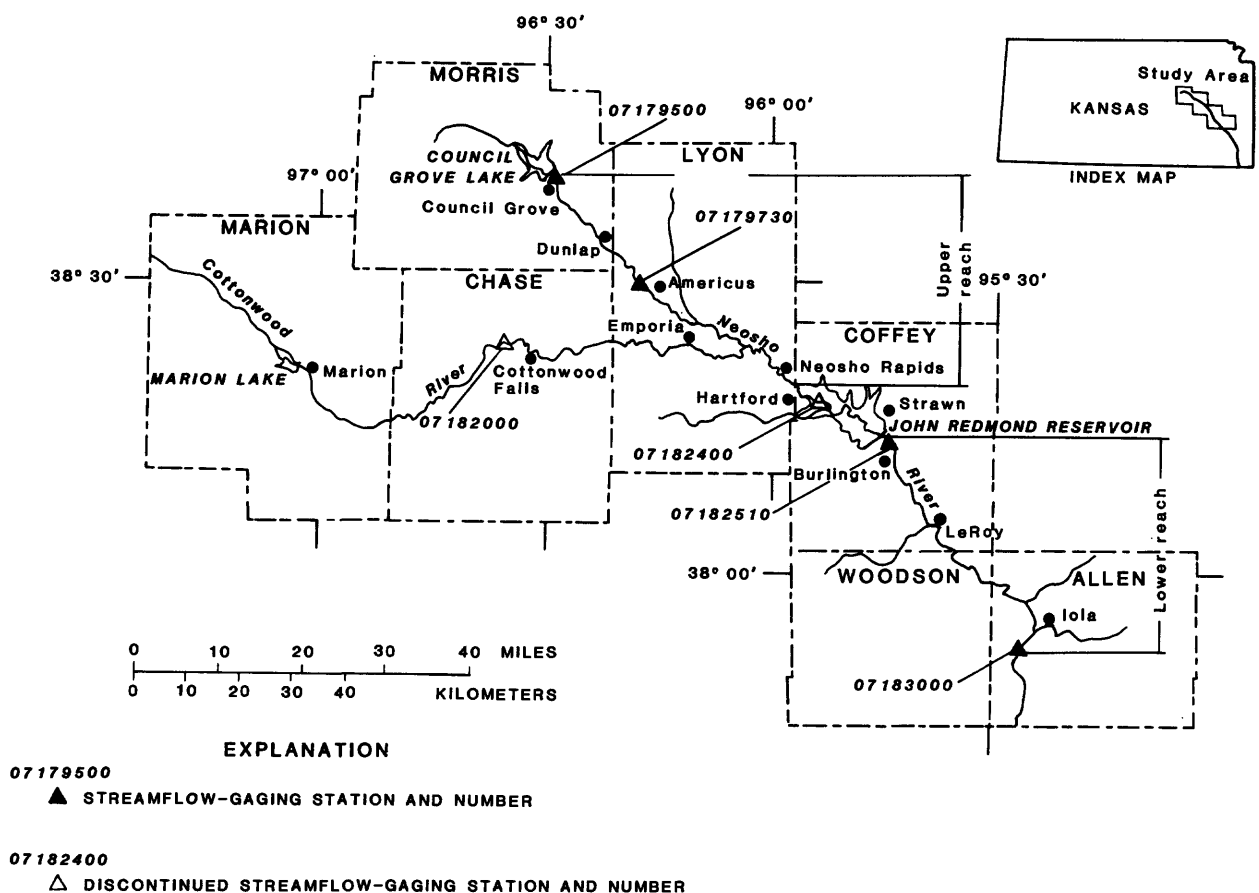 96° 30′
MORRIS
Study Area
KANSAS
INDEX MAP
07179500
96° 00′
COUNCIL
GROVE LAKE
LYON
97° 00′
Council Grove
07179730
MARION
Dunlap
Upper
reach
38° 30′
Cottonwood
CHASE
Americus
95° 30′
Emporia
Neosho
COFFEY
MARION LAKE
Marion
River
Cottonwood
Falls
Neosho Rapids
Hartford
Strawn
07182000
JOHN REDMOND RESERVOIR
07182400
Burlington
River
07182510
LeRoy
Lower reach
38° 00′
WOODSON
ALLEN
Iola
07183000
0 10 20 30 40 MILES
0 10 20 30 40 KILOMETERS
EXPLANATION
07179500
STREAMFLOW-GAGING STATION AND NUMBER
07182400
DISCONTINUED STREAMFLOW-GAGING STATION AND NUMBER